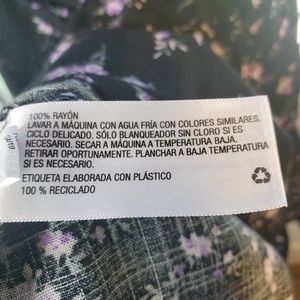 100% RAYÓN
LAVAR A MÁQUINA CON AGUA FRÍA CON COLORES SIMILARES.
CICLO DELICADO. SÓLO BLANQUEADOR SIN CLORO SI ES
NECESARIO. SECAR A MÁQUINA A TEMPERATURA BAJA.
RETIRAR OPORTUNAMENTE. PLANCHAR A BAJA TEMPERATURA
SI ES NECESARIO.
ETIQUETA ELABORADA CON PLÁSTICO
100 % RECICLADO